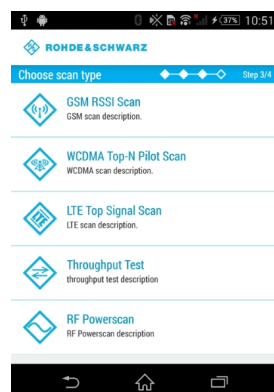 37% 10:51
ROHDE&SCHWARZ
Choose scan type Step 3/4
GSM RSSI Scan
GSM scan description.
WCDMA Top-N Pilot Scan
WCDMA scan description.
LTE Top Signal Scan
LTE scan description.
Throughput Test
throughput test description
RF Powerscan
RF Powerscan description